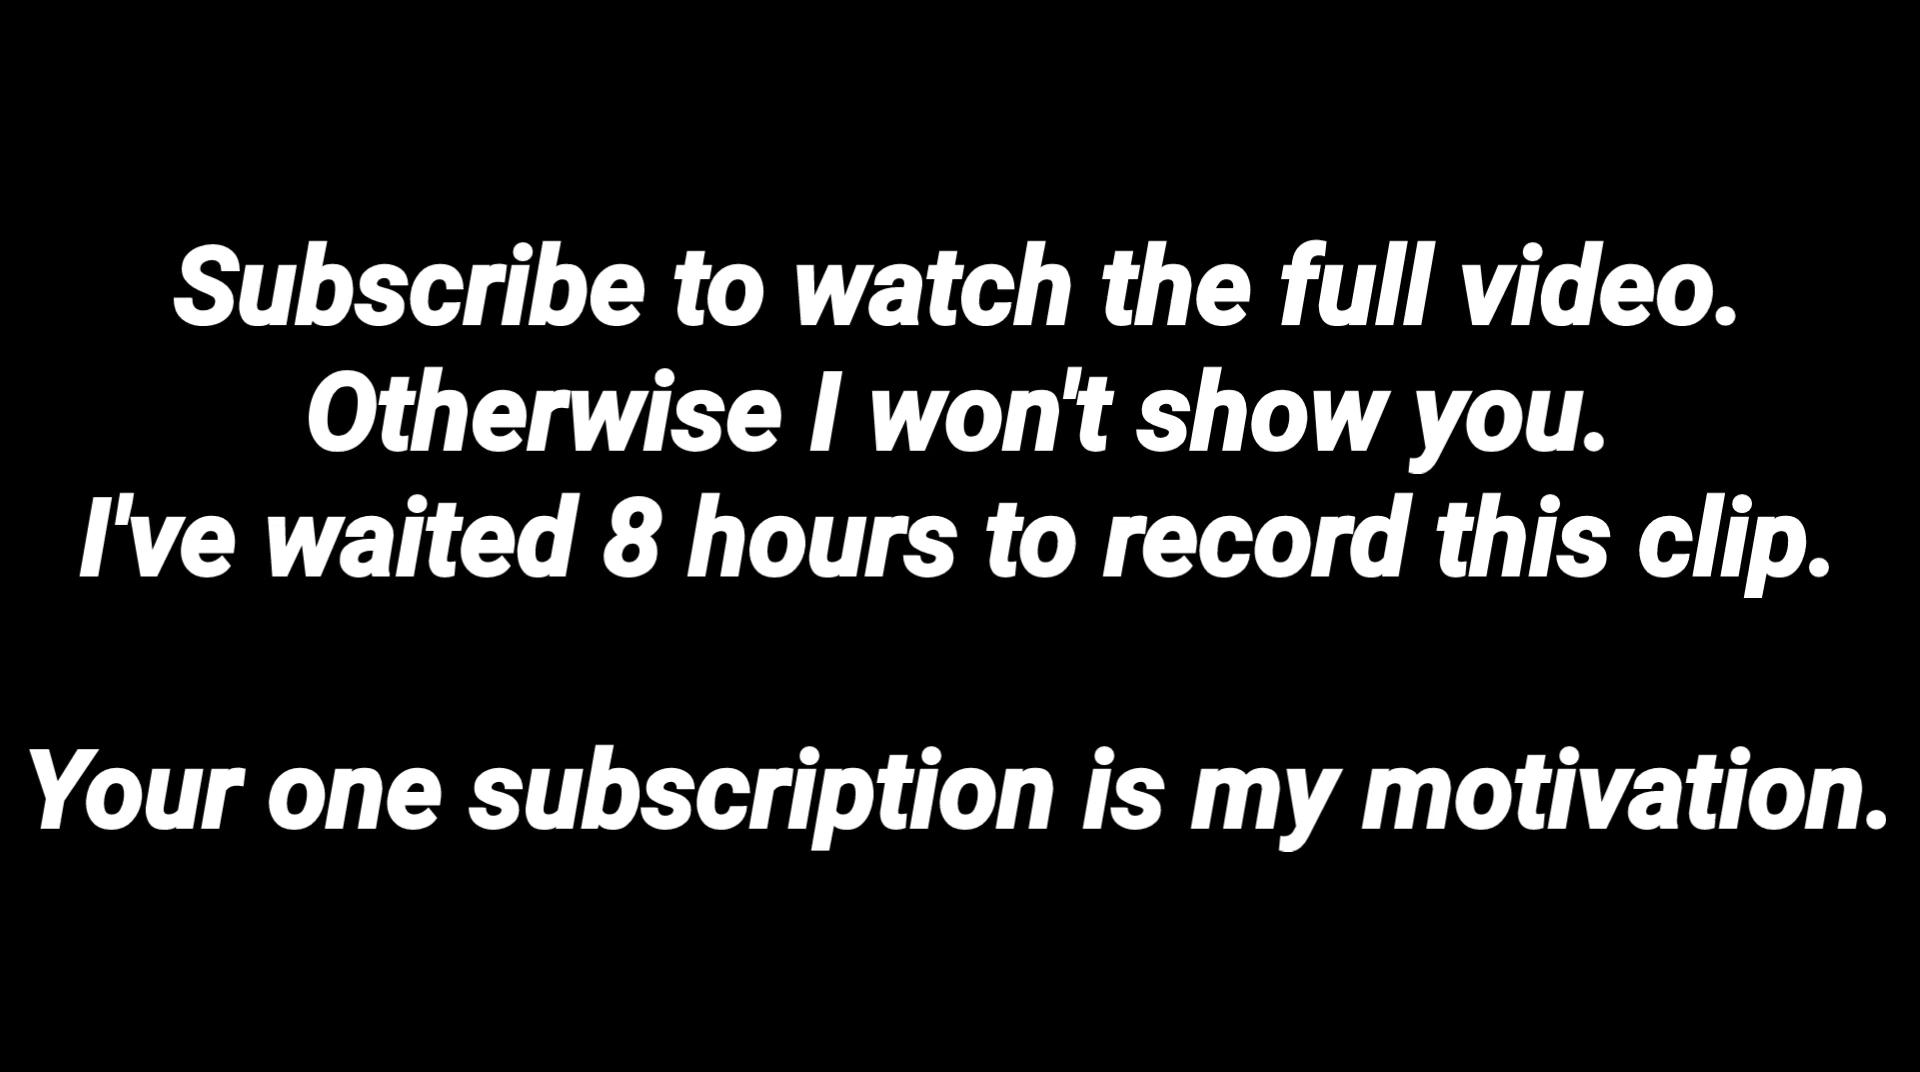 Subscribe to watch the full video.
Otherwise I won't show you.
I've waited 8 hours to record this clip.
Your one subscription is my motivation.